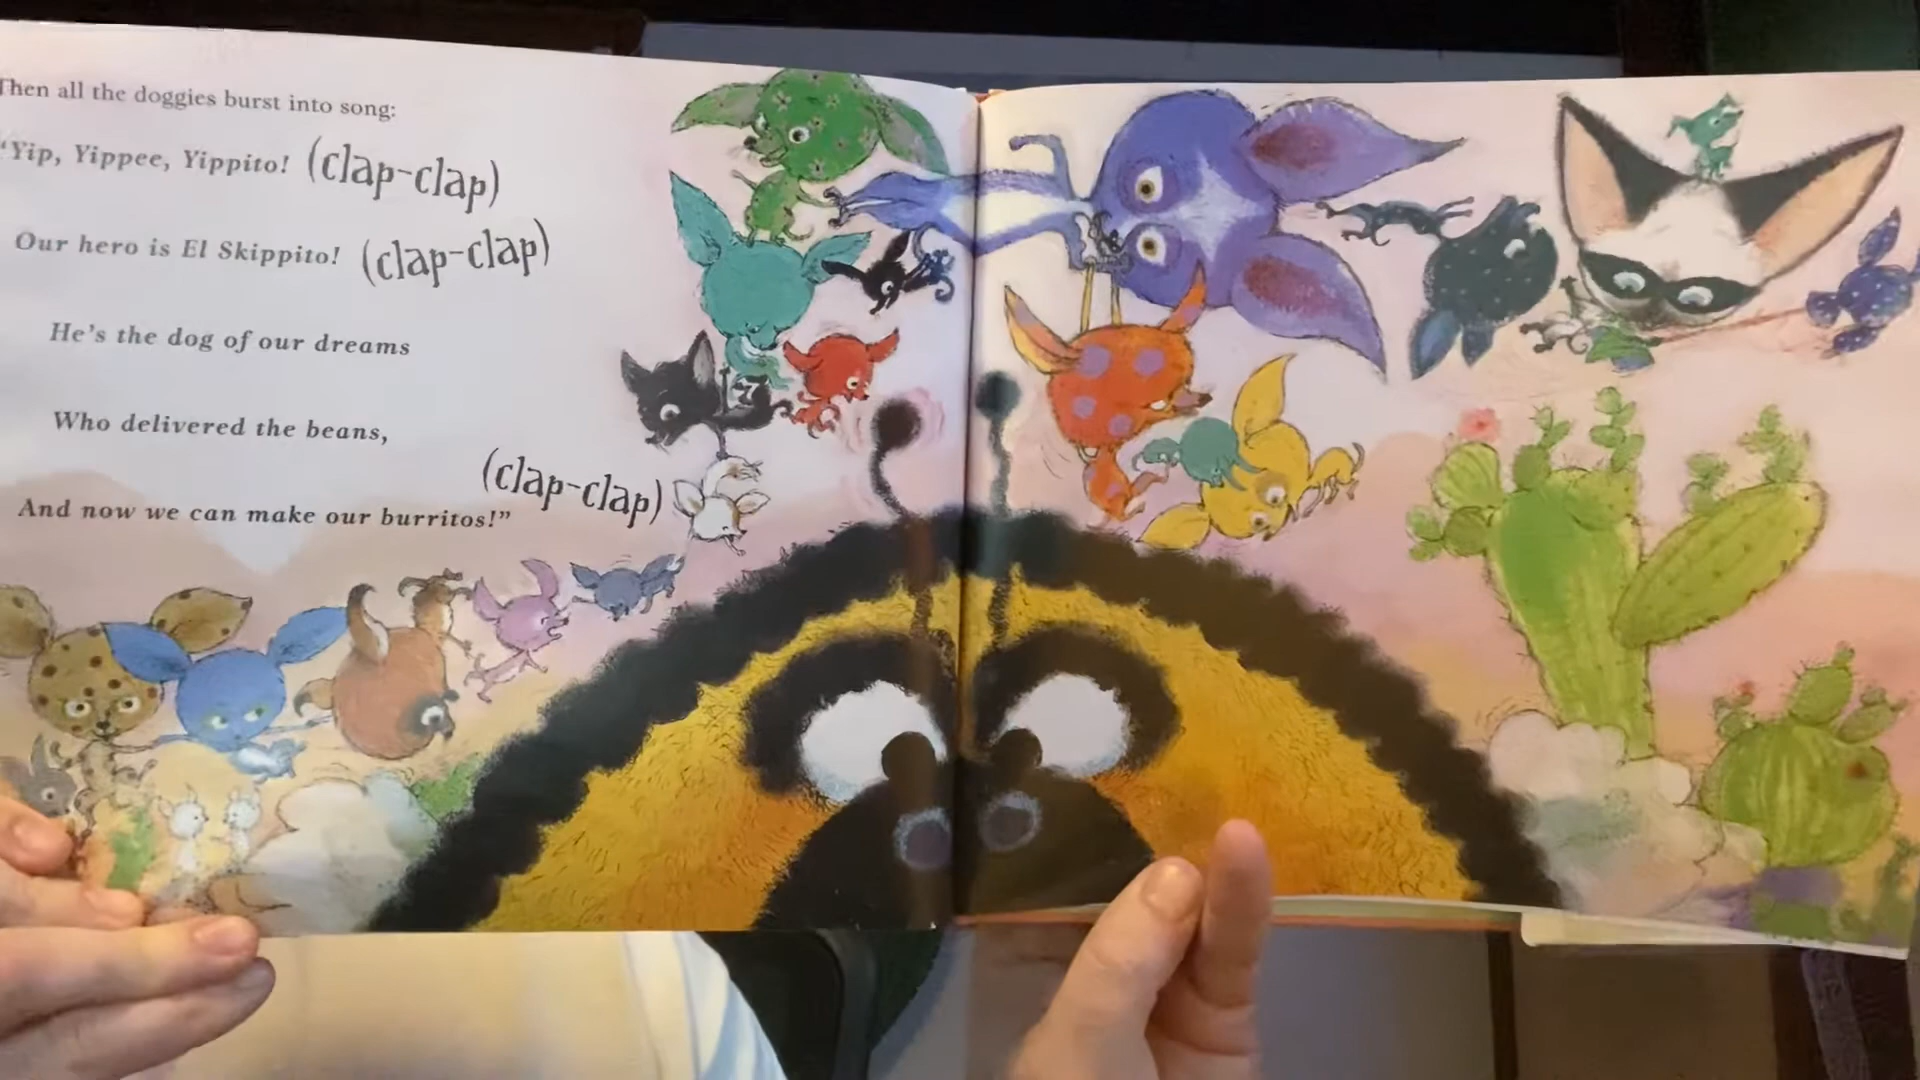 Then all the doggies burst into song:
"Yip, Yippee, Yippito! (clap-clap)
Our hero is El Skippito! (clap-clap)
He's the dog of our dreams
Who delivered the beans,
(clap-clap)
And now we can make our burritos!"